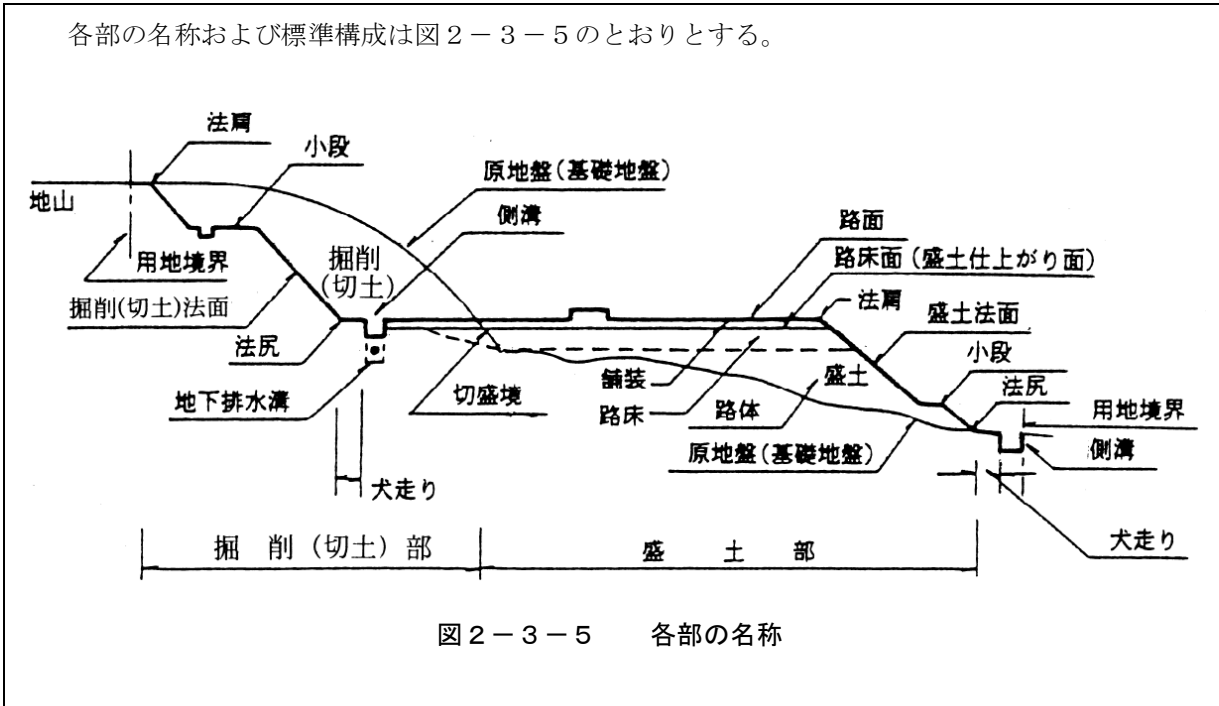 各部の名称および標準構成は図２－３－５のとおりとする。
法肩
小段
原地盤(基礎地盤)
地山
側溝
路面
用地境界
掘削
(切土)
路床面(盛土仕上がり面)
掘削(切土)法面
法肩
盛土法面
法尻
小段
舗装
盛土
地下排水溝
切盛境
法尻
路床
路体
用地境界
原地盤(基礎地盤)
側溝
犬走り
犬走り
掘削(切土)部
盛土部
図２－３－５　各部の名称